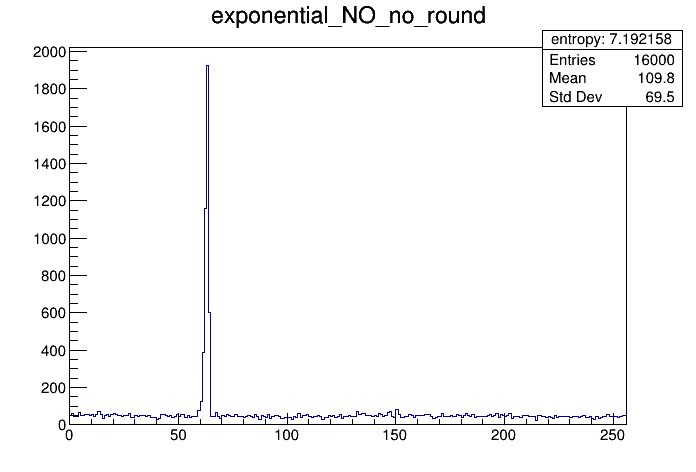 exponential_NO_no_round
entropy: 7.192158
Entries 16000
Mean 109.8
Std Dev 69.5
2000
1800
1600
1400
1200
1000
800
600
400
200
0
0 50 100 150 200 250